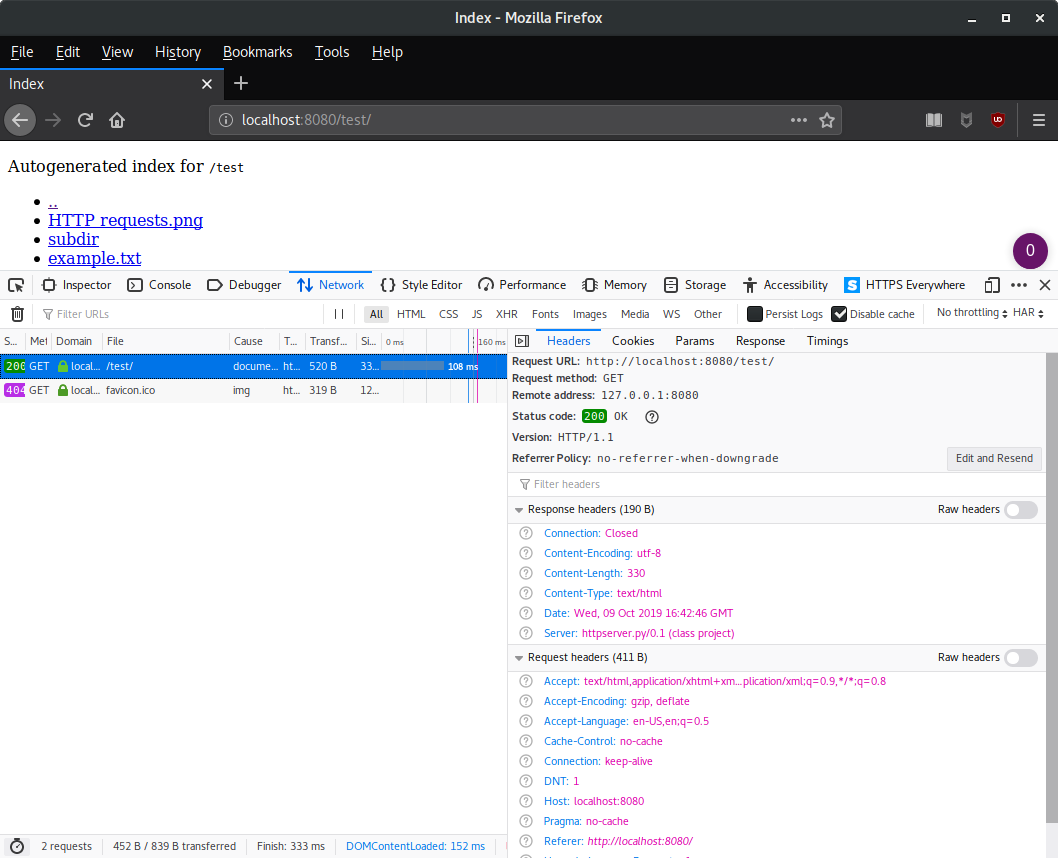 Index - Mozilla Firefox
File Edit View History Bookmarks Tools Help
Index
localhost:8080/test/
Autogenerated index for /test
..
HTTP requests.png
subdir
example.txt
0
Inspector Console Debugger Network Style Editor Performance Memory Storage Accessibility HTTPS Everywhere
Filter URLs All HTML CSS JS XHR Fonts Images Media WS Other Persist Logs Disable cache No throttling HAR
S... Met Domain File Cause T... Transf... Si... 0 ms 160 ms
200 GET local... /test/ docume... ht... 520 B 33... 108 ms
404 GET local... favicon.ico img ht... 319 B 12...
Headers Cookies Params Response Timings
Request URL: http://localhost:8080/test/
Request method: GET
Remote address: 127.0.0.1:8080
Status code: 200 OK
Version: HTTP/1.1
Referrer Policy: no-referrer-when-downgrade Edit and Resend
Filter headers
Response headers (190 B) Raw headers
Connection: Closed
Content-Encoding: utf-8
Content-Length: 330
Content-Type: text/html
Date: Wed, 09 Oct 2019 16:42:46 GMT
Server: httpserver.py/0.1 (class project)
Request headers (411 B) Raw headers
Accept: text/html,application/xhtml+xm...plication/xml;q=0.9,*/*;q=0.8
Accept-Encoding: gzip, deflate
Accept-Language: en-US,en;q=0.5
Cache-Control: no-cache
Connection: keep-alive
DNT: 1
Host: localhost:8080
Pragma: no-cache
Referer: http://localhost:8080/
2 requests 452 B / 839 B transferred Finish: 333 ms DOMContentLoaded: 152 ms